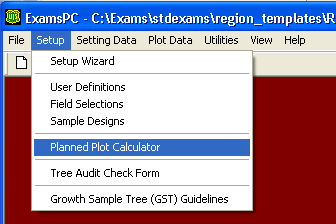 ExamsPC - C:\Exams\stdexams\region_templates\R
File Setup Setting Data Plot Data Utilities View
Setup Wizard
User Definitions
Field Selections
Sample Designs
Planned Plot Calculator
Tree Audit Check Form
Growth Sample Tree (GST) Guidelines